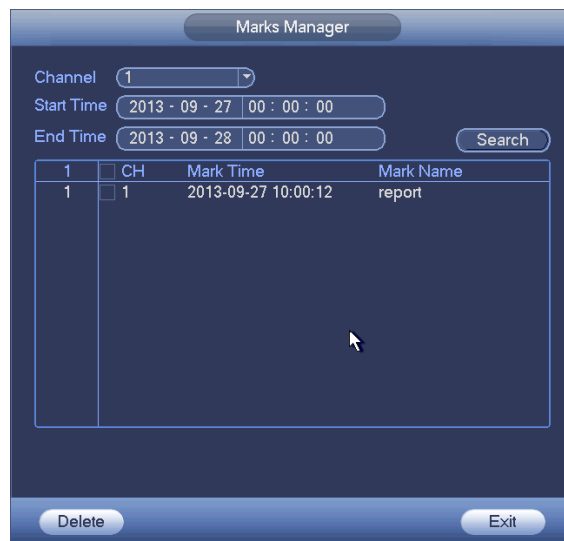 Marks Manager
Channel 1
Start Time 2013 - 09 - 27 00 : 00 : 00
End Time 2013 - 09 - 28 00 : 00 : 00
Search
1 CH Mark Time Mark Name
1 1 2013-09-27 10:00:12 report
Delete Exit